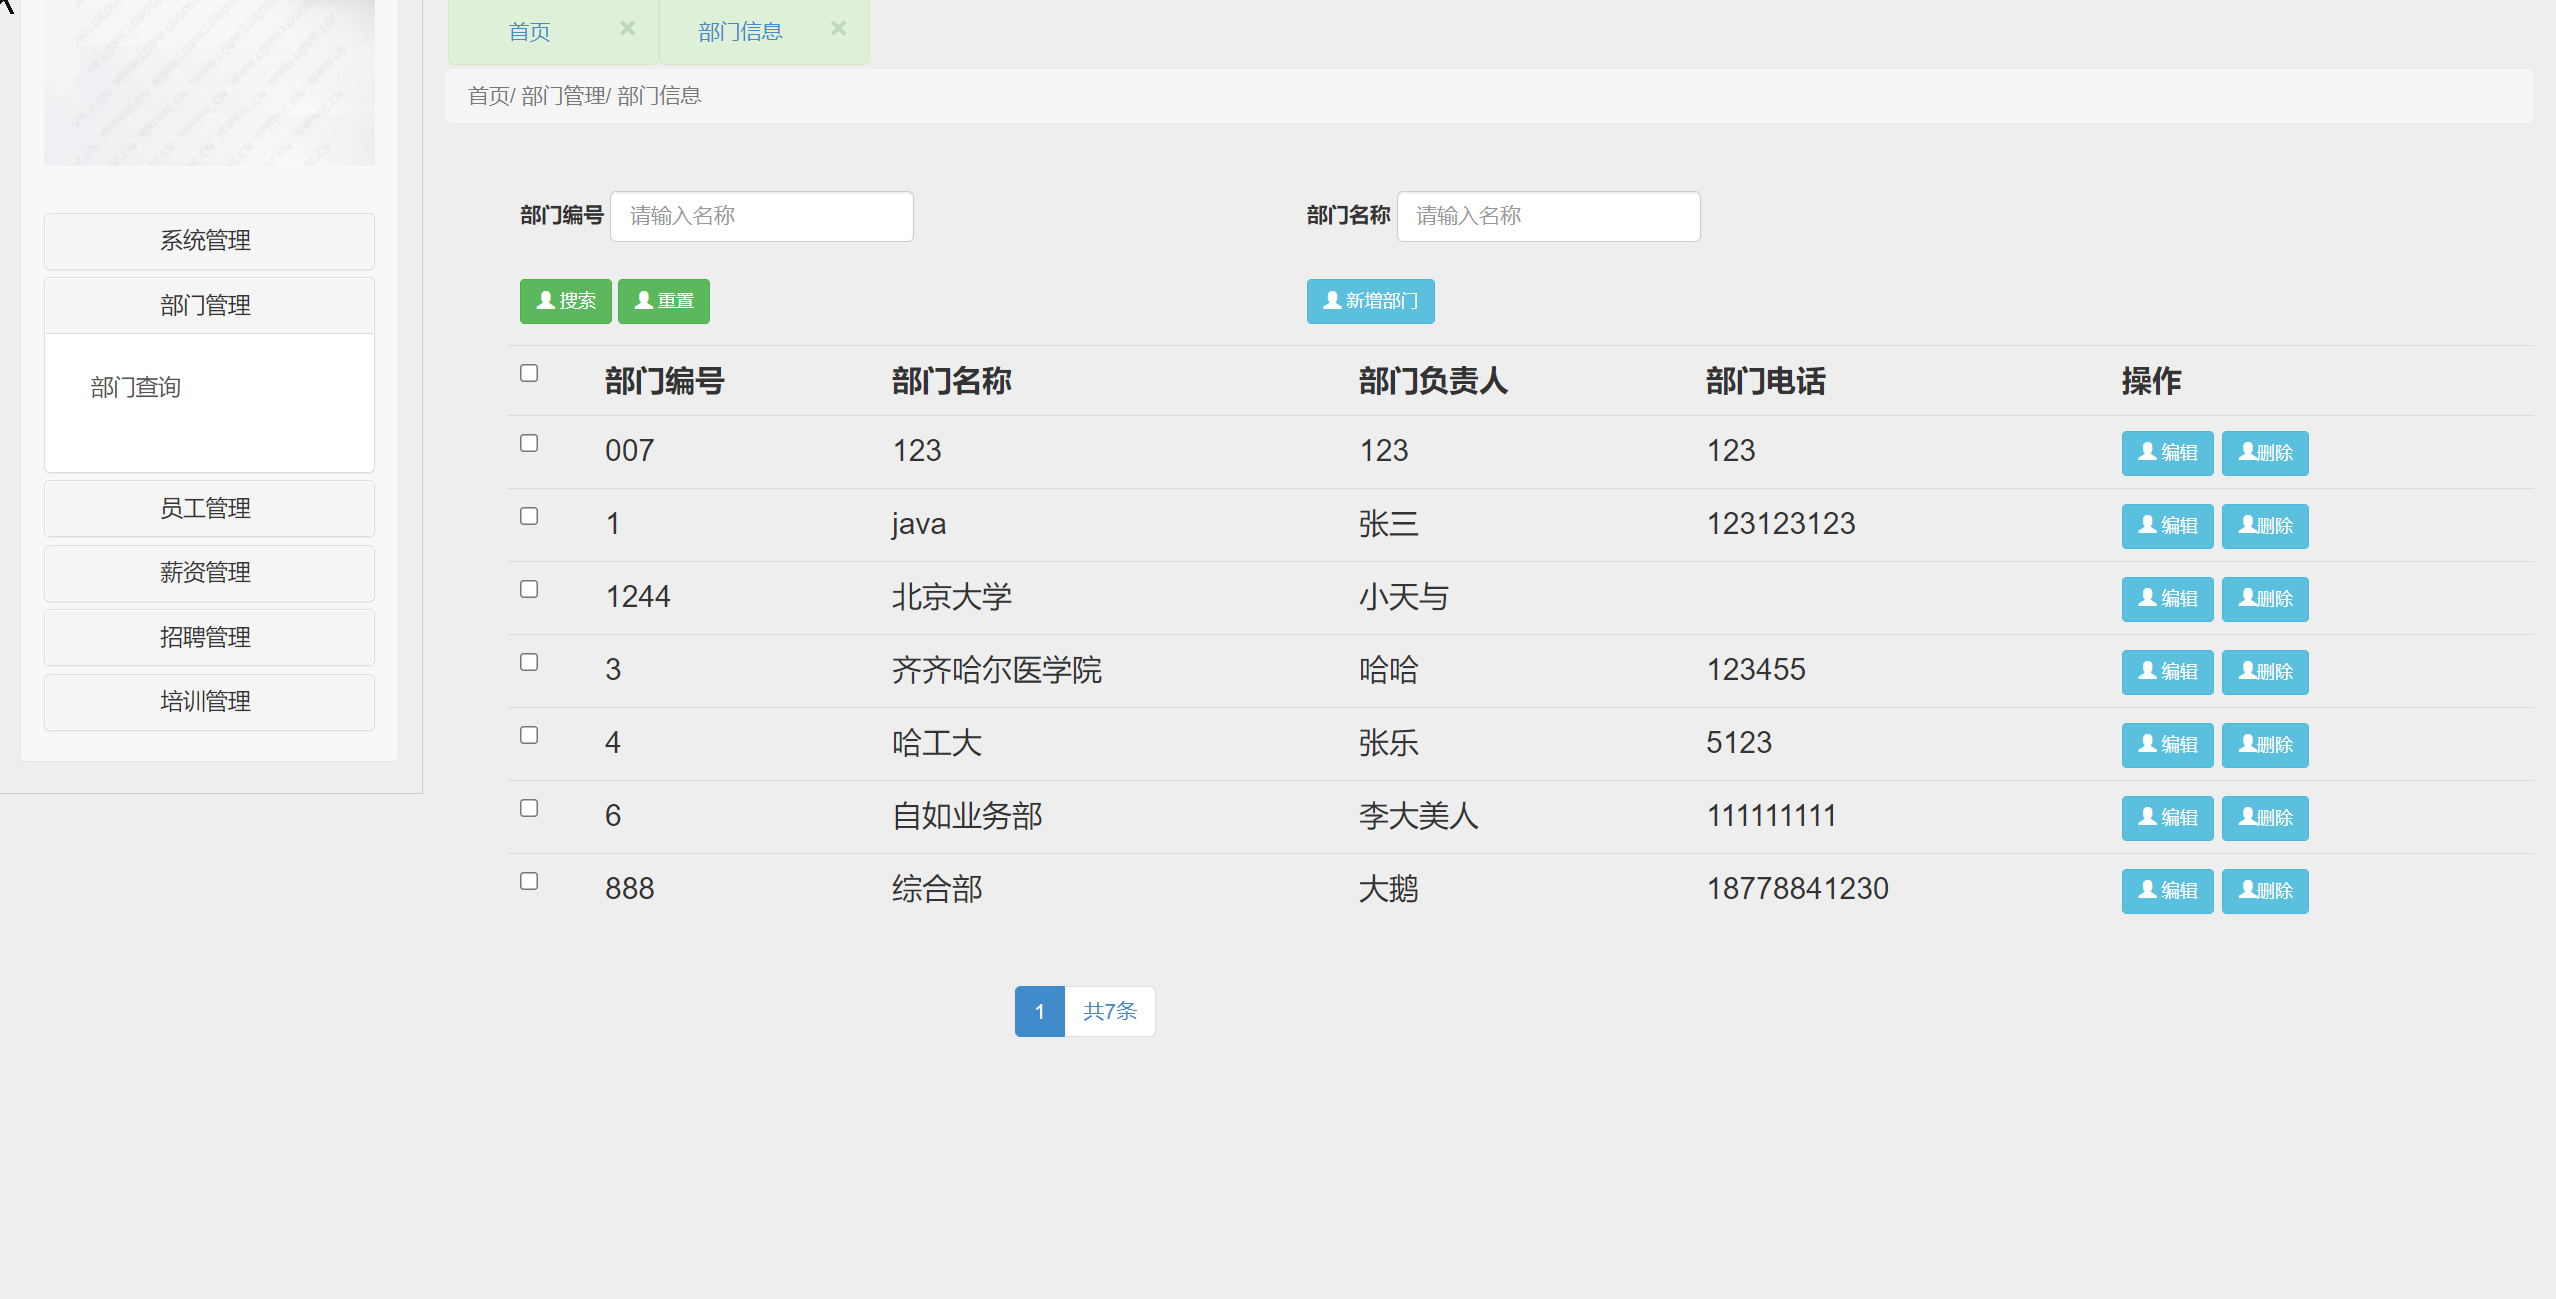 首页 × 部门信息 ×
首页/ 部门管理/ 部门信息
系统管理
部门管理
部门查询
员工管理
薪资管理
招聘管理
培训管理
部门编号 请输入名称 部门名称 请输入名称
搜索 重置 新增部门
部门编号 部门名称 部门负责人 部门电话 操作
007 123 123 123 编辑 删除
1 java 张三 123123123 编辑 删除
1244 北京大学 小天与 编辑 删除
3 齐齐哈尔医学院 哈哈 123455 编辑 删除
4 哈工大 张乐 5123 编辑 删除
6 自如业务部 李大美人 111111111 编辑 删除
888 综合部 大鹅 18778841230 编辑 删除
1 共7条